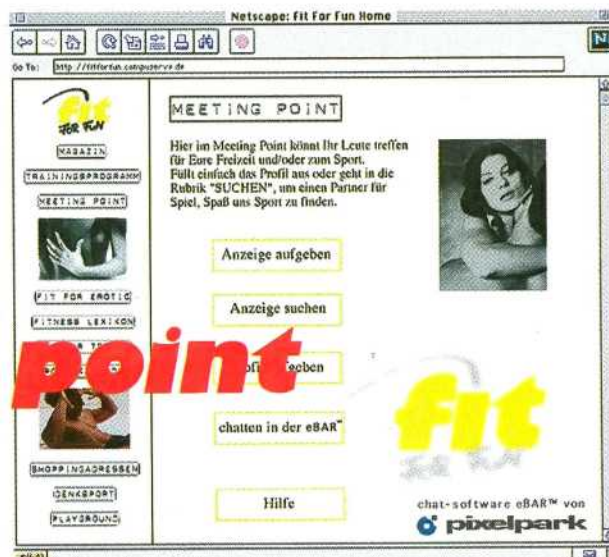 Netscape: Fit For Fun Home
N
Go To: http://fitforfun.compuserve.de
fit
FOR FUN
MAGAZIN
TRAININGSPROGRAMM
MEETING POINT
FIT FOR EROTIC
FITNESS LEXIKON
SHOPPINGADRESSEN
DENKSPORT
PLAYGROUND
MEETING POINT
Hier im Meeting Point könnt Ihr Leute treffen
für Eure Freizeit und/oder zum Sport.
Füllt einfach das Profil aus oder geht in die
Rubrik "SUCHEN", um einen Partner für
Spiel, Spaß uns Sport zu finden.
Anzeige aufgeben
Anzeige suchen
point
chatten in der eBAR™
Hilfe
fit
FOR FUN
chat-software eBAR™ von
pixelpark